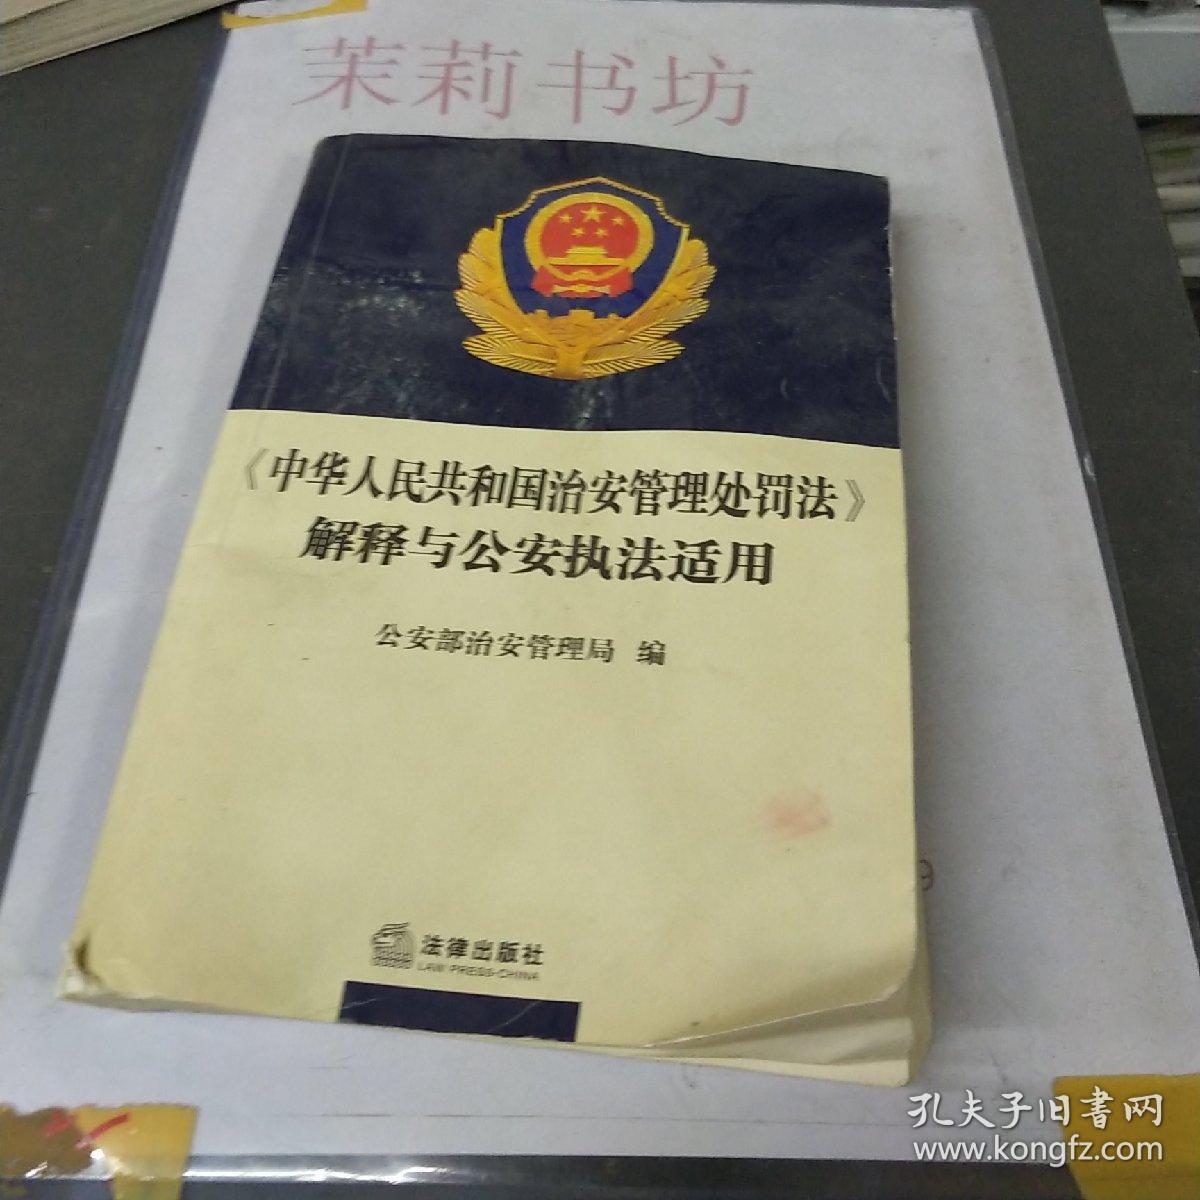 茉莉书坊
《中华人民共和国治安管理处罚法》
解释与公安执法适用
公安部治安管理局 编
法律出版社
LAW PRESS·CHINA
9
孔夫子旧書网
www.kongfz.com